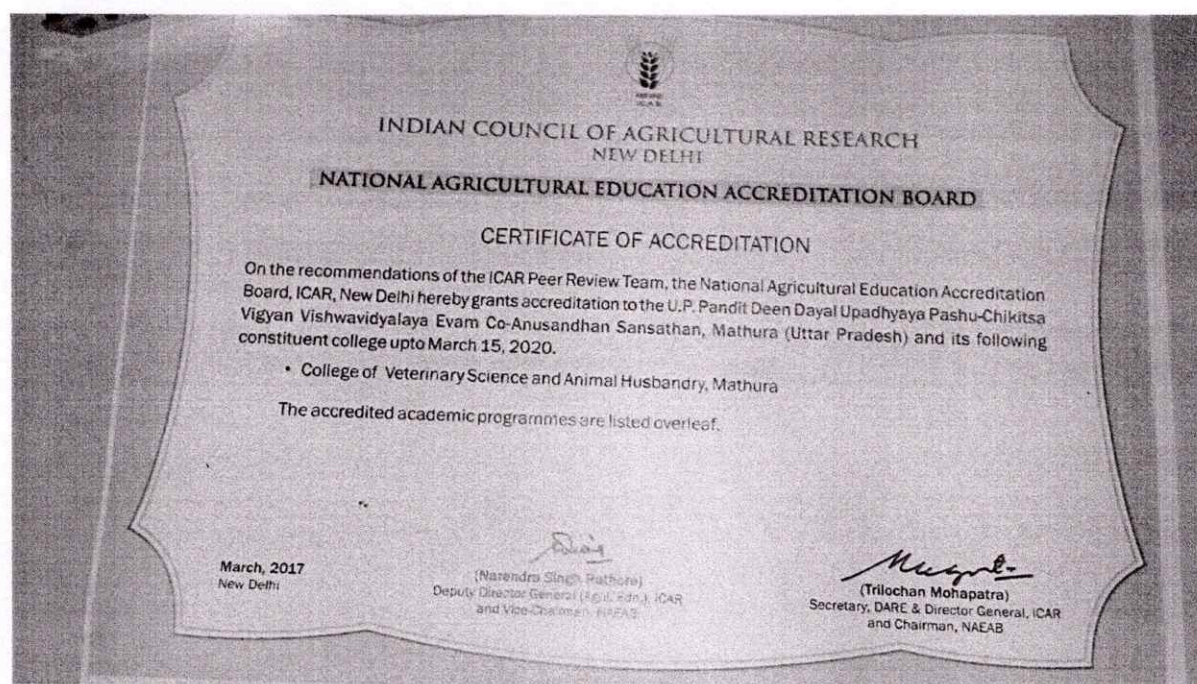 ICAR
INDIAN COUNCIL OF AGRICULTURAL RESEARCH
NEW DELHI
NATIONAL AGRICULTURAL EDUCATION ACCREDITATION BOARD
CERTIFICATE OF ACCREDITATION
On the recommendations of the ICAR Peer Review Team, the National Agricultural Education Accreditation
Board, ICAR, New Delhi hereby grants accreditation to the U.P. Pandit Deen Dayal Upadhyaya Pashu-Chikitsa
Vigyan Vishwavidyalaya Evam Co-Anusandhan Sansathan, Mathura (Uttar Pradesh) and its following
constituent college upto March 15, 2020.
• College of Veterinary Science and Animal Husbandry, Mathura
The accredited academic programmes are listed overleaf.
March, 2017
New Delhi
(Narendra Singh Rathore)
Deputy Director General (Agril. Edn.), ICAR
and Vice-Chairman, NAEAB
(Trilochan Mohapatra)
Secretary, DARE & Director General, ICAR
and Chairman, NAEAB